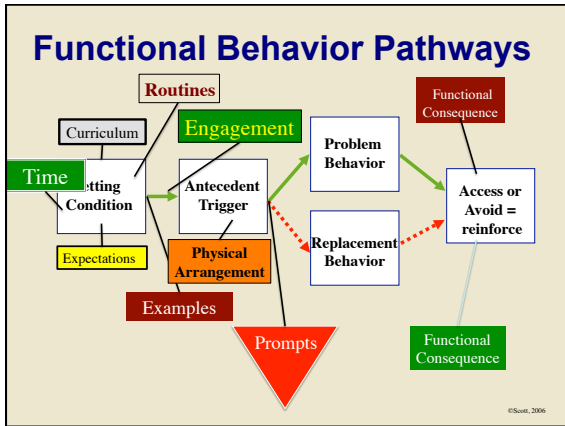 Functional Behavior Pathways
Routines
Functional
Consequence
Curriculum
Engagement
Problem
Behavior
Time
etting
Condition
Antecedent
Trigger
Access or
Avoid =
reinforce
Expectations
Physical
Arrangement
Replacement
Behavior
Examples
Prompts
Functional
Consequence
©Scott, 2006